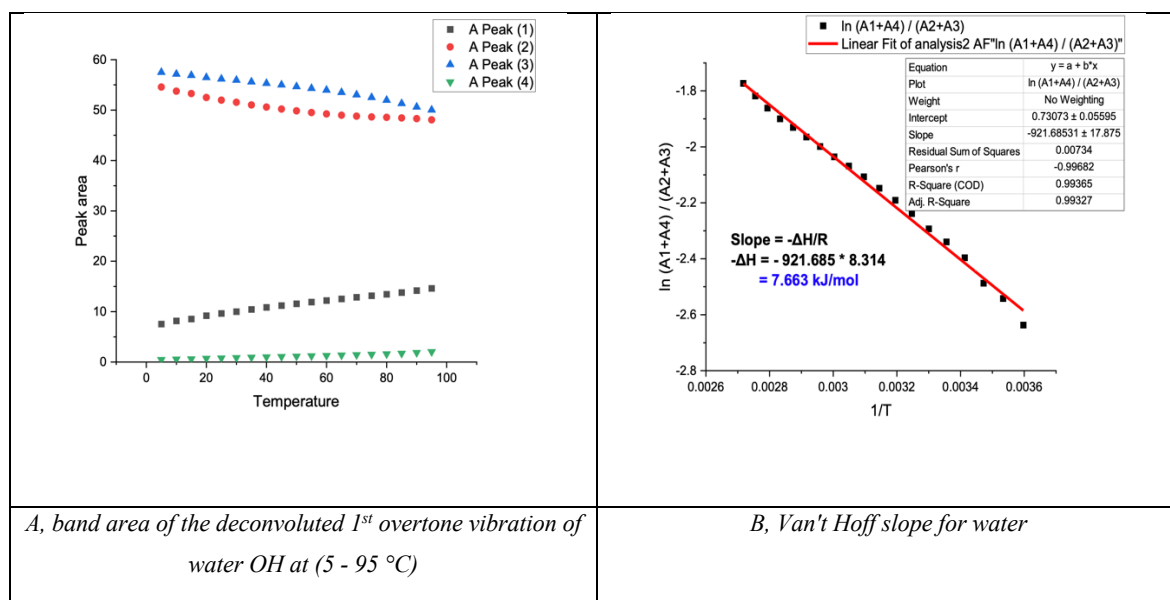 A Peak (1)
A Peak (2)
A Peak (3)
A Peak (4)
60
50
40
30
20
10
0
Peak area
0 20 40 60 80 100
Temperature
A, band area of the deconvoluted 1st overtone vibration of
water OH at (5 - 95 °C)
ln (A1+A4) / (A2+A3)
Linear Fit of analysis2 AF"ln (A1+A4) / (A2+A3)"
Equation y = a + b*x
Plot ln (A1+A4) / (A2+A3)
Weight No Weighting
Intercept 0.73073 ± 0.05595
Slope -921.68531 ± 17.875
Residual Sum of Squares 0.00734
Pearson's r -0.99682
R-Square (COD) 0.99365
Adj. R-Square 0.99327
-1.8
-2
-2.2
-2.4
-2.6
-2.8
ln (A1+A4) / (A2+A3)
Slope = -ΔH/R
-ΔH = - 921.685 * 8.314
= 7.663 kJ/mol
0.0026 0.0028 0.003 0.0032 0.0034 0.0036
1/T
B, Van't Hoff slope for water